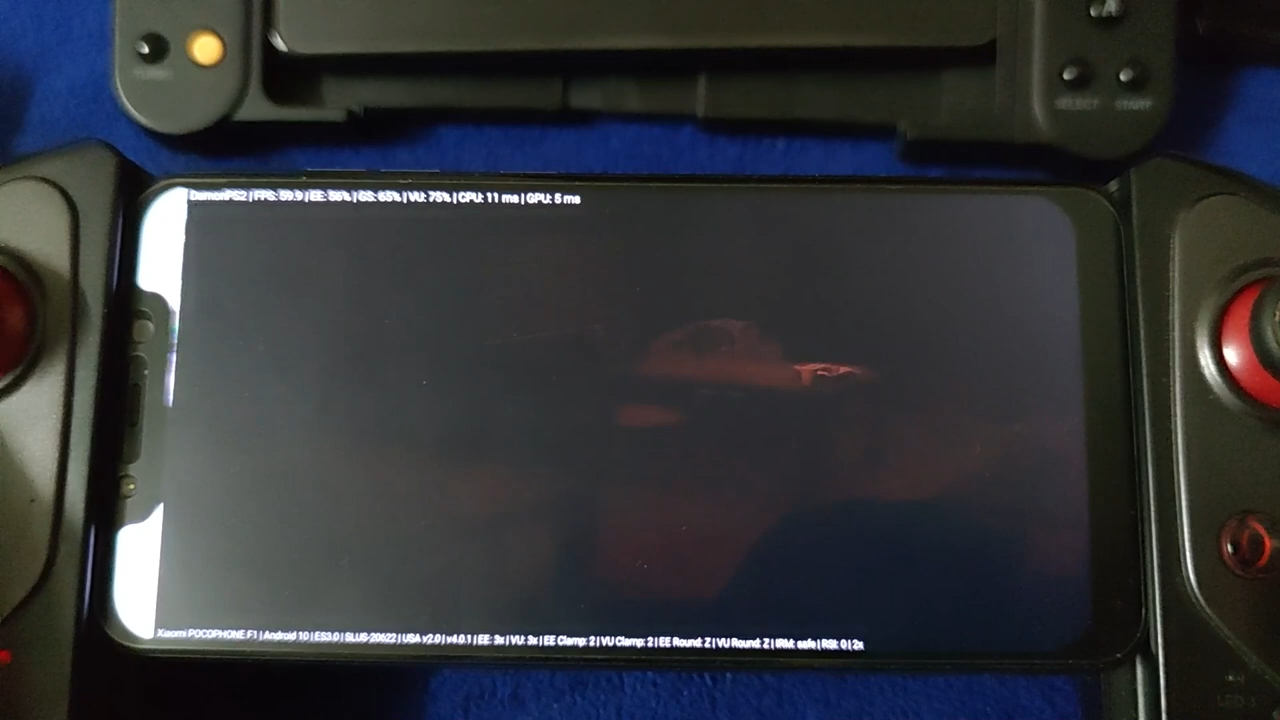 A
SELECT START
DamonPS2 | FPS: 59.9 | EE: 56% | GS: 65% | VU: 75% | CPU: 11 ms | GPU: 5 ms
Xiaomi POCOPHONE F1 | Android 10 | ES3.0 | SLUS-20622 | USA v2.0 | v4.0.1 | EE: 3x | VU: 3x | EE Clamp: 2 | VU Clamp: 2 | EE Round: Z | VU Round: Z | IRM: safe | RSI: 0 | 2x
LED 3